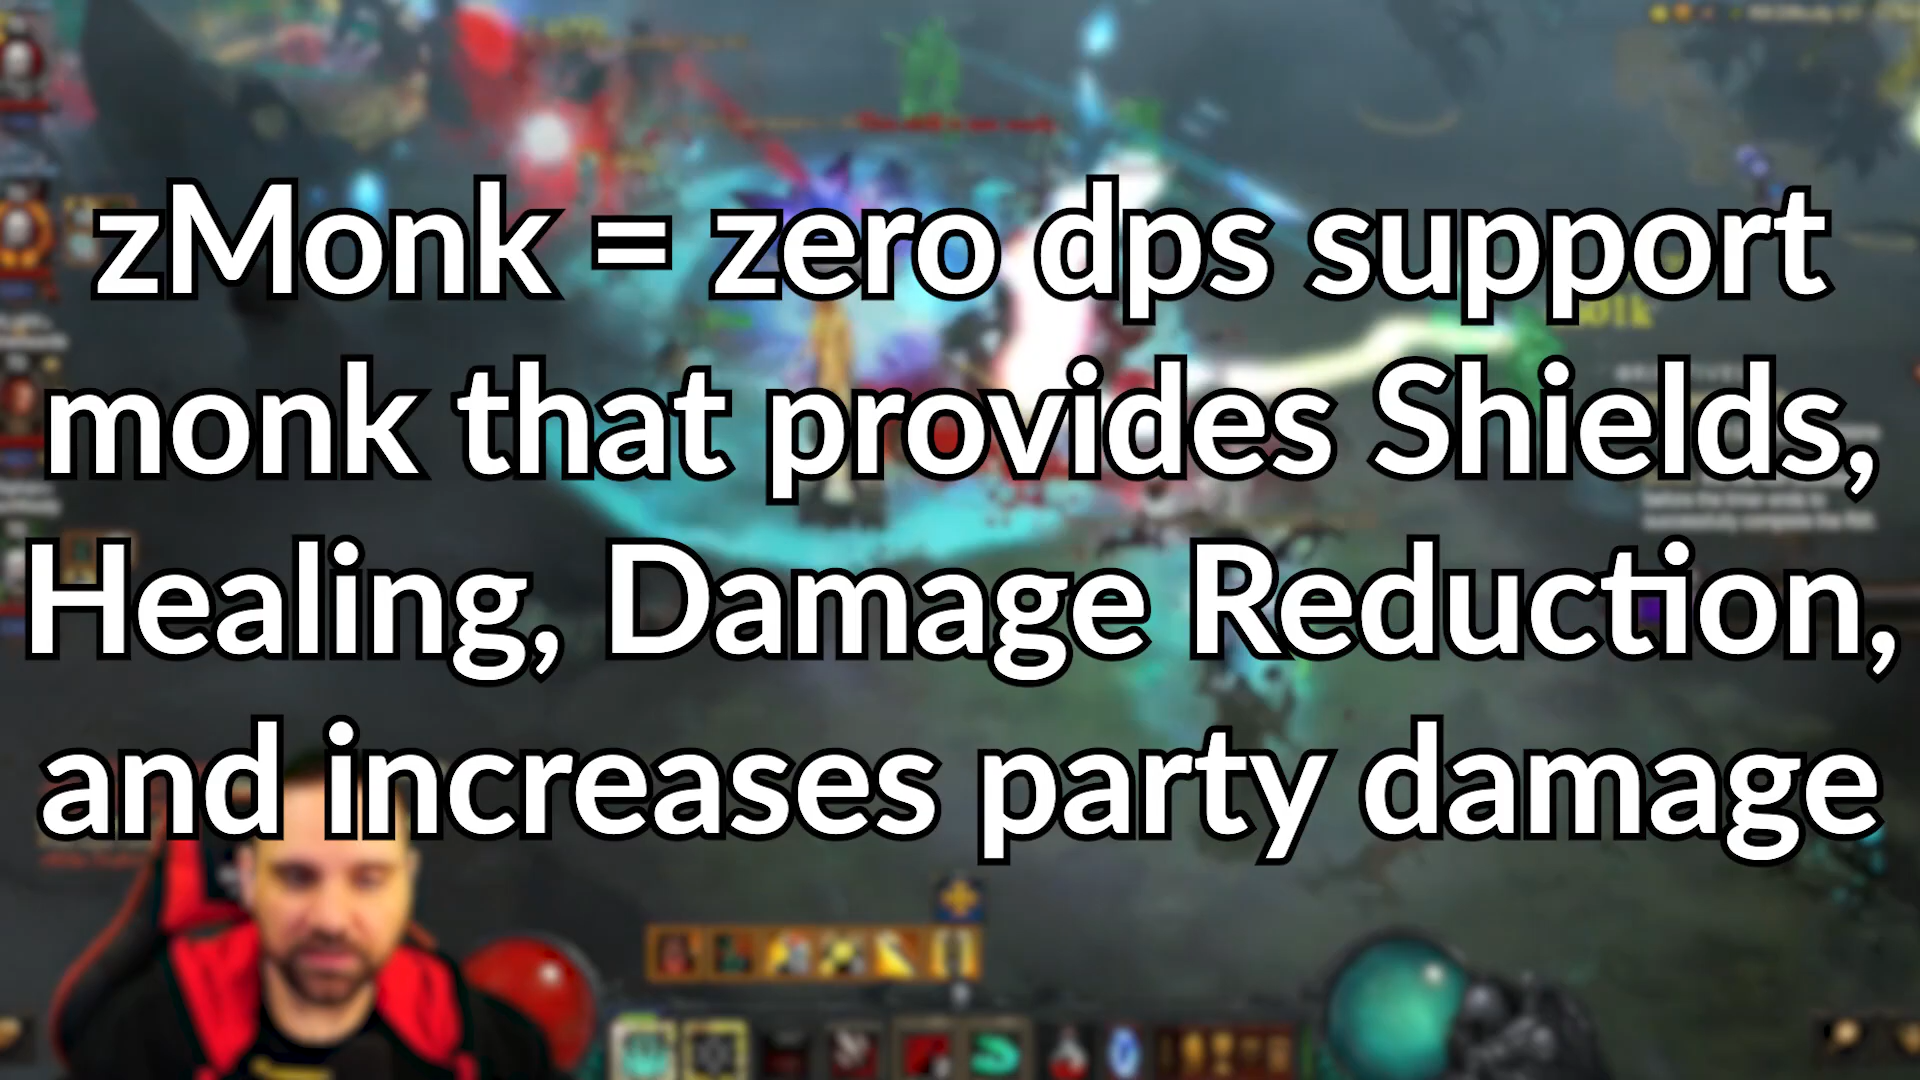 zMonk = zero dps support
monk that provides Shields,
Healing, Damage Reduction,
and increases party damage